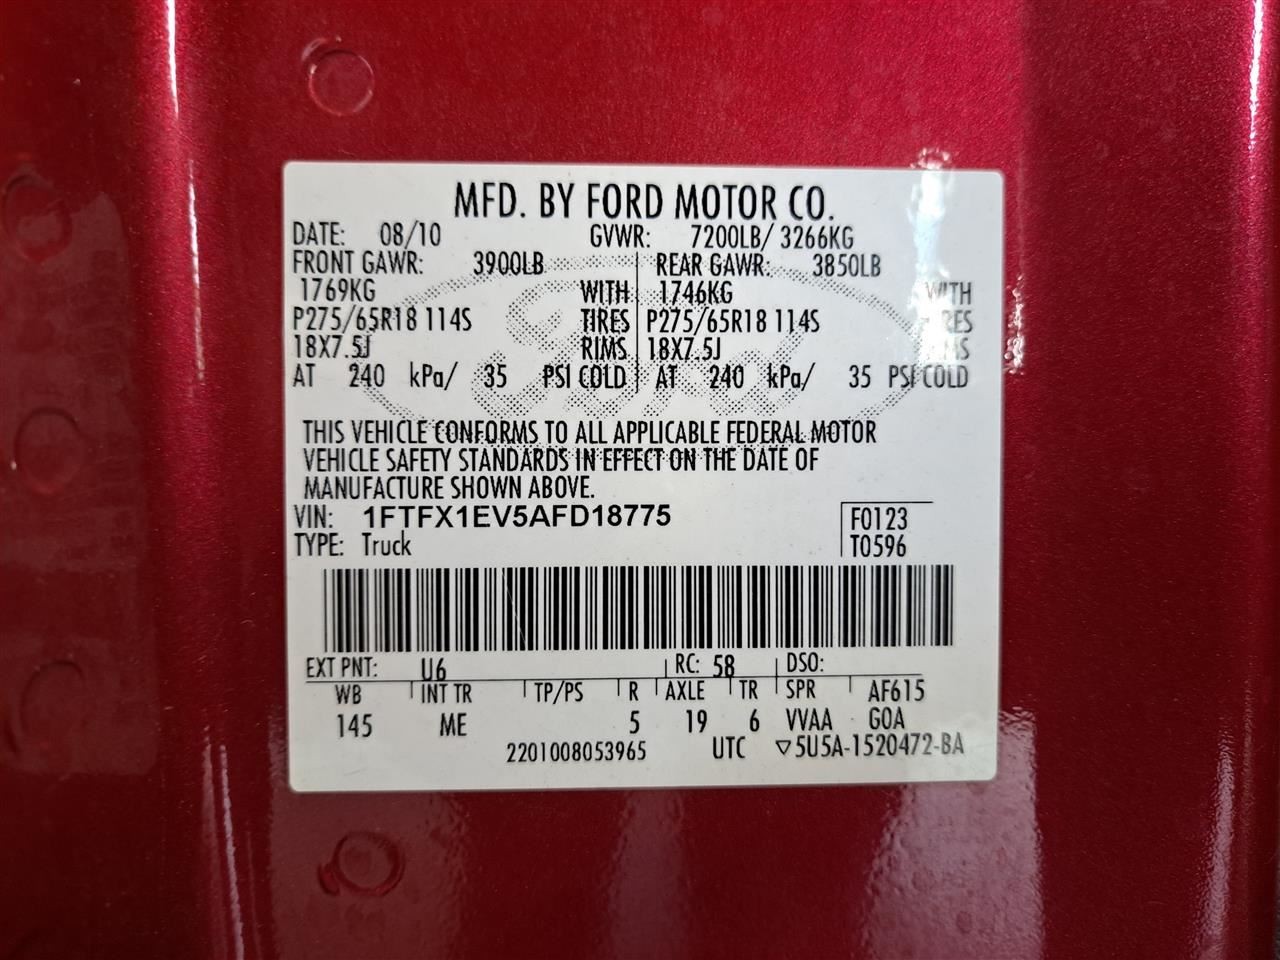 MFD. BY FORD MOTOR CO.
DATE: 08/10 GVWR: 7200LB/ 3266KG
FRONT GAWR: 3900LB REAR GAWR: 3850LB
1769KG WITH 1746KG WITH
P275/65R18 114S TIRES P275/65R18 114S TIRES
18X7.5J RIMS 18X7.5J RIMS
AT 240 kPa/ 35 PSI COLD AT 240 kPa/ 35 PSI COLD
Ford
THIS VEHICLE CONFORMS TO ALL APPLICABLE FEDERAL MOTOR
VEHICLE SAFETY STANDARDS IN EFFECT ON THE DATE OF
MANUFACTURE SHOWN ABOVE.
VIN: 1FTFX1EV5AFD18775 F0123
TYPE: Truck T0596
EXT PNT: U6 RC: 58 DSO:
WB INT TR TP/PS R AXLE TR SPR AF615
145 ME 5 19 6 VVAA GOA
2201008053965 UTC ▽5U5A-1520472-BA